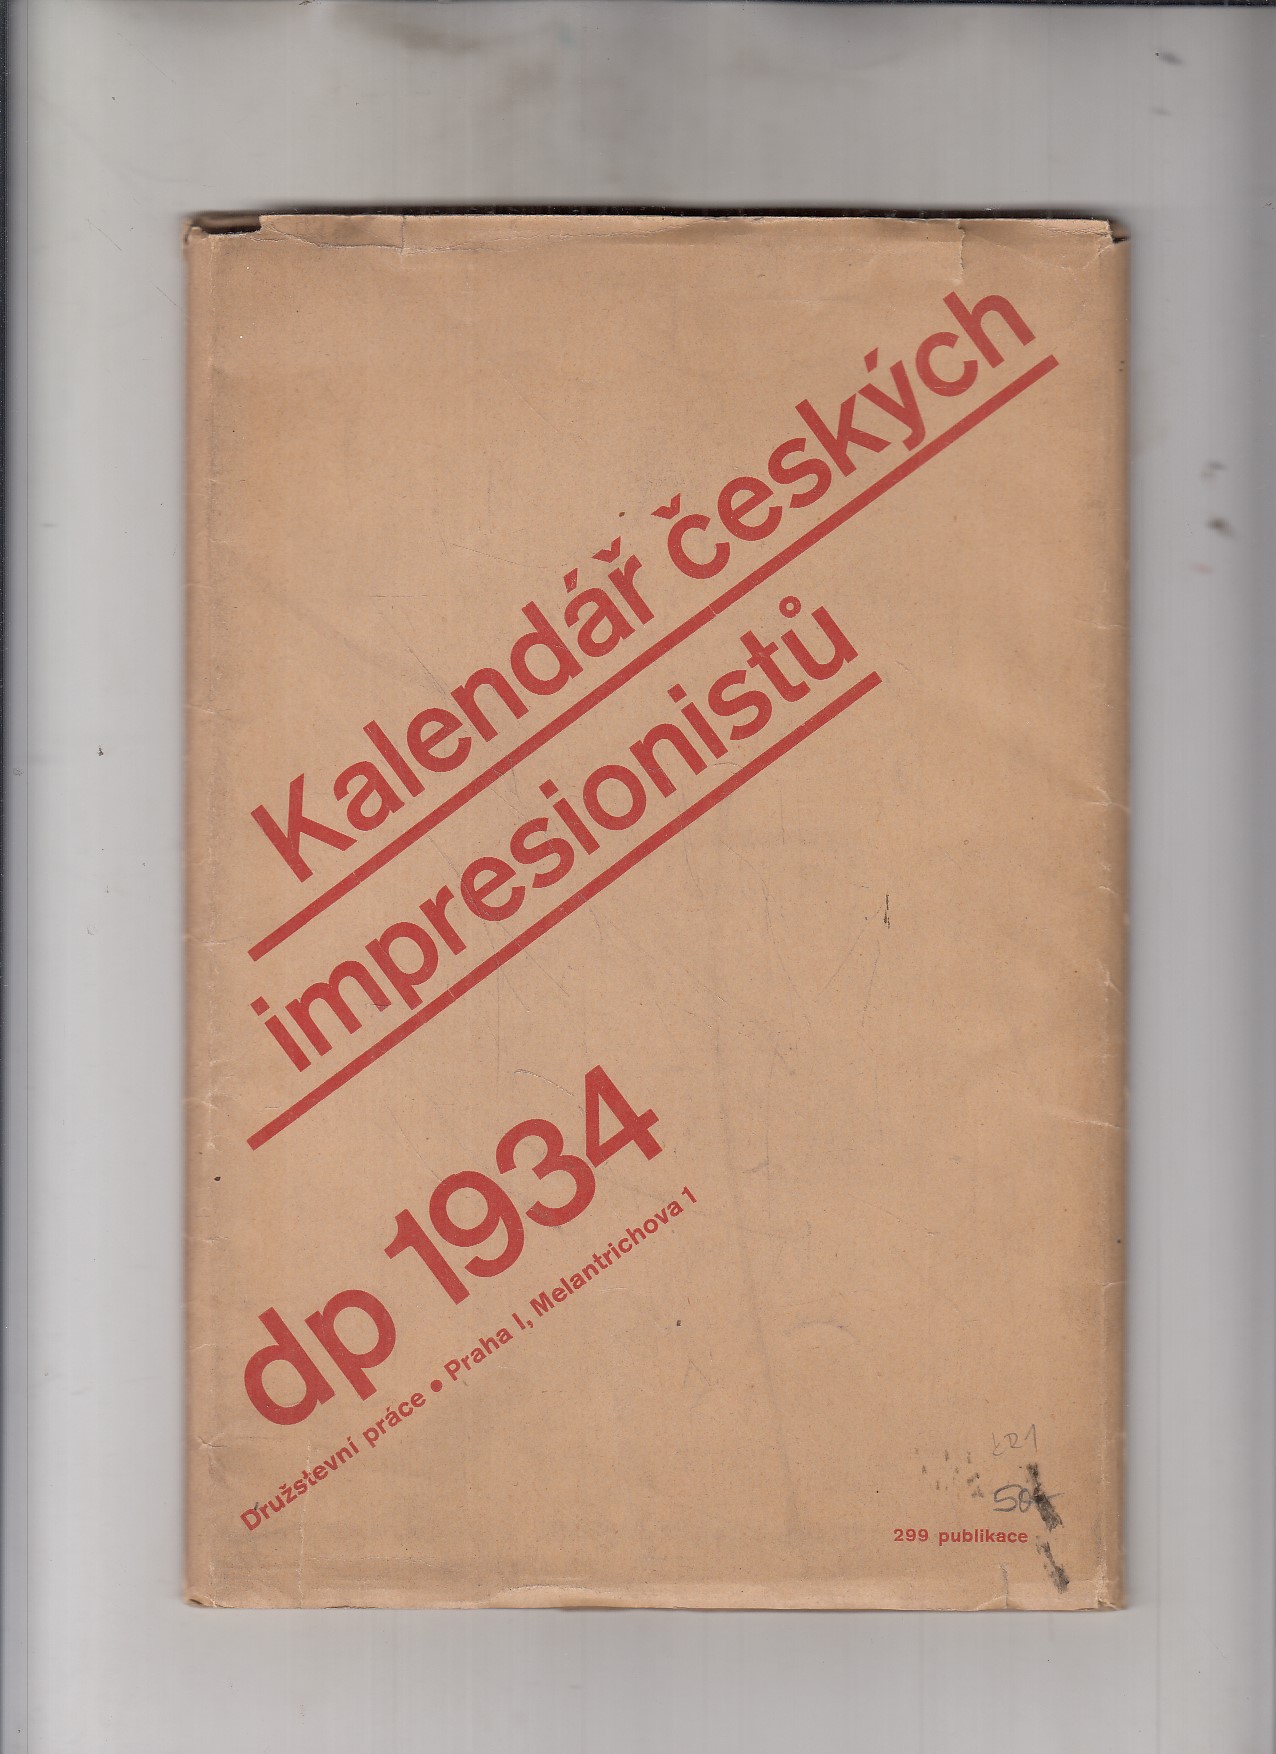 Kalendář českých
impresionistů
dp 1934
Družstevní práce • Praha I, Melantrichova 1
299 publikace